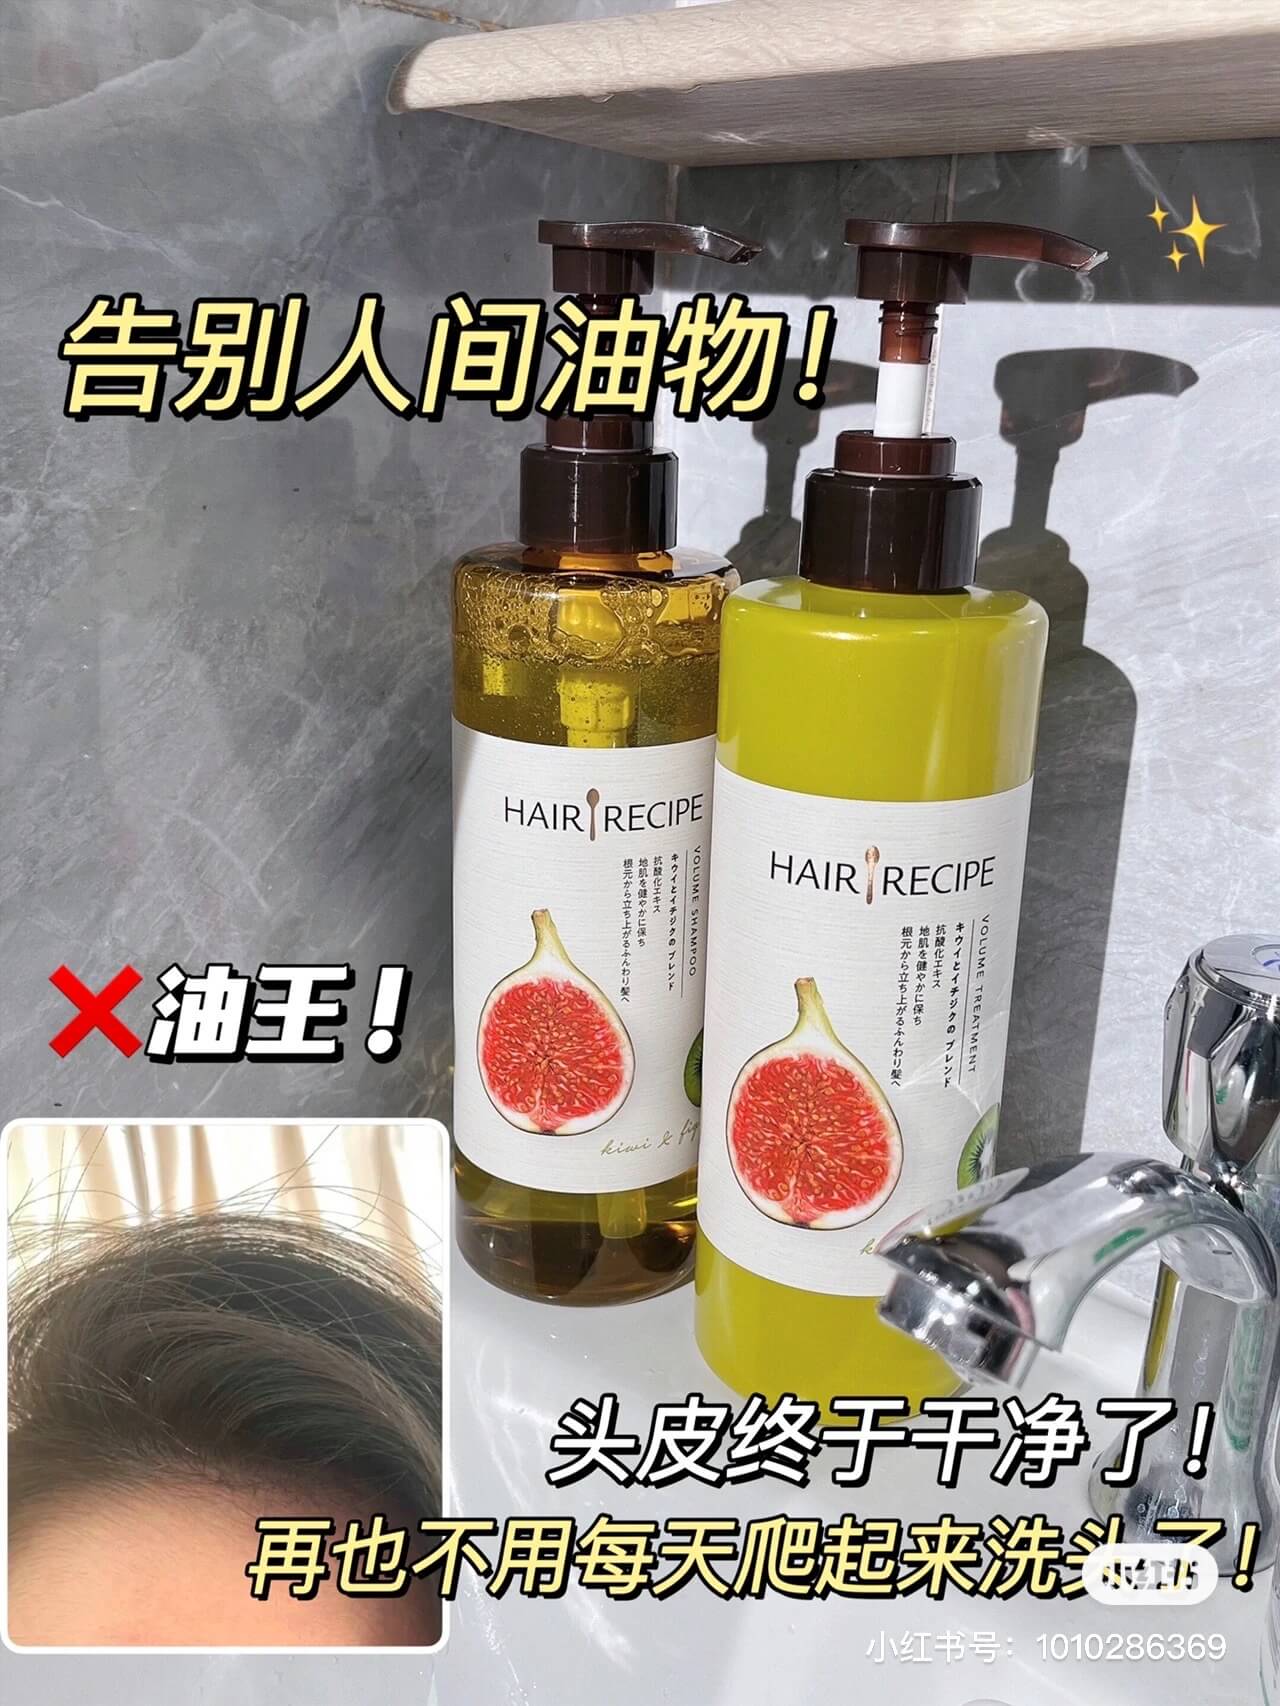 告别人间油物！
HAIR RECIPE
VOLUME SHAMPOO
キウイとイチジクのブレンド
抗酸化エキス
地肌を健やかに保ち
根元から立ち上がるふんわり髪へ
kiwi & fig
HAIR RECIPE
VOLUME TREATMENT
キウイとイチジクのブレンド
抗酸化エキス
地肌を健やかに保ち
根元から立ち上がるふんわり髪へ
❌油王！
头皮终于干净了！
再也不用每天爬起来洗头了！
小红书
小红书号：1010286369